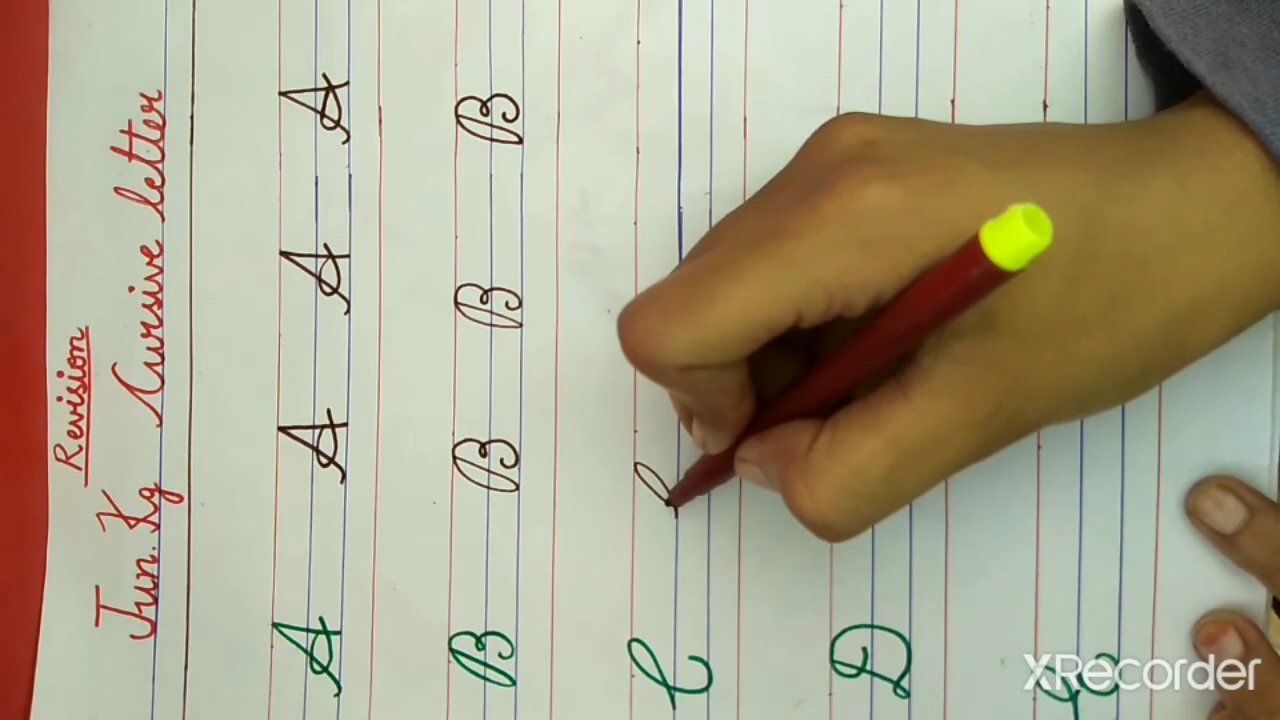 Revision
Jun. Kg Cursive letter
A A A A
B B B B
C
D
E
XRecorder